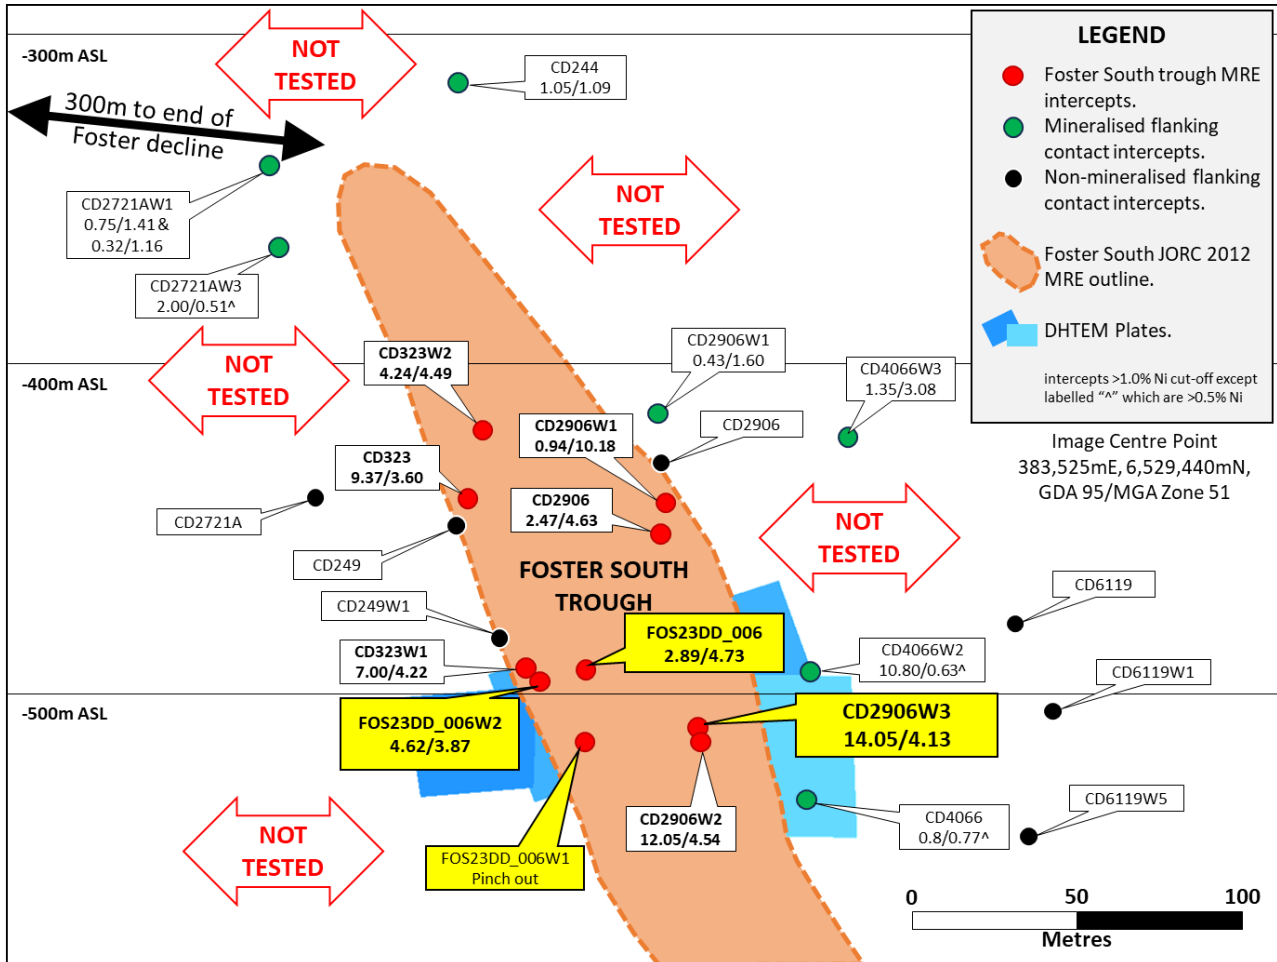 NOT
TESTED
-300m ASL
CD244
1.05/1.09
300m to end of
Foster decline
CD2721AW1
0.75/1.41&
0.32/1.16
NOT
TESTED
CD2721AW3
2.00/0.51^
NOT
TESTED
-400m ASL
CD323W2
4.24/4.49
CD2906W1
0.43/1.60
CD4066W3
1.35/3.08
CD2906W1
0.94/10.18
CD2906
CD323
9.37/3.60
CD2906
2.47/4.63
CD2721A
CD249
NOT
TESTED
FOSTER SOUTH
TROUGH
CD249W1
CD6119
FOS23DD_006
2.89/4.73
CD323W1
7.00/4.22
CD4066W2
10.80/0.63^
CD6119W1
-500m ASL
FOS23DD_006W2
4.62/3.87
CD2906W3
14.05/4.13
NOT
TESTED
CD2906W2
12.05/4.54
CD4066
0.8/0.77^
CD6119W5
FOS23DD_006W1
Pinch out
LEGEND
Foster South trough MRE
intercepts.
Mineralised flanking
contact intercepts.
Non-mineralised flanking
contact intercepts.
Foster South JORC 2012
MRE outline.
DHTEM Plates.
intercepts >1.0% Ni cut-off except
labelled "^" which are >0.5% Ni
Image Centre Point
383,525mE, 6,529,440mN,
GDA 95/MGA Zone 51
0 50 100
Metres